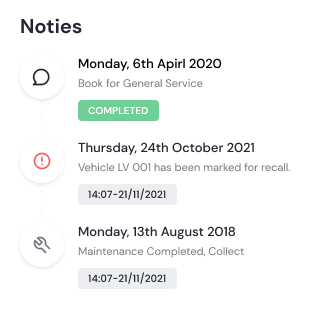 Noties
Monday, 6th Apirl 2020
Book for General Service
COMPLETED
Thursday, 24th October 2021
Vehicle LV 001 has been marked for recall.
14:07-21/11/2021
Monday, 13th August 2018
Maintenance Completed, Collect
14:07-21/11/2021